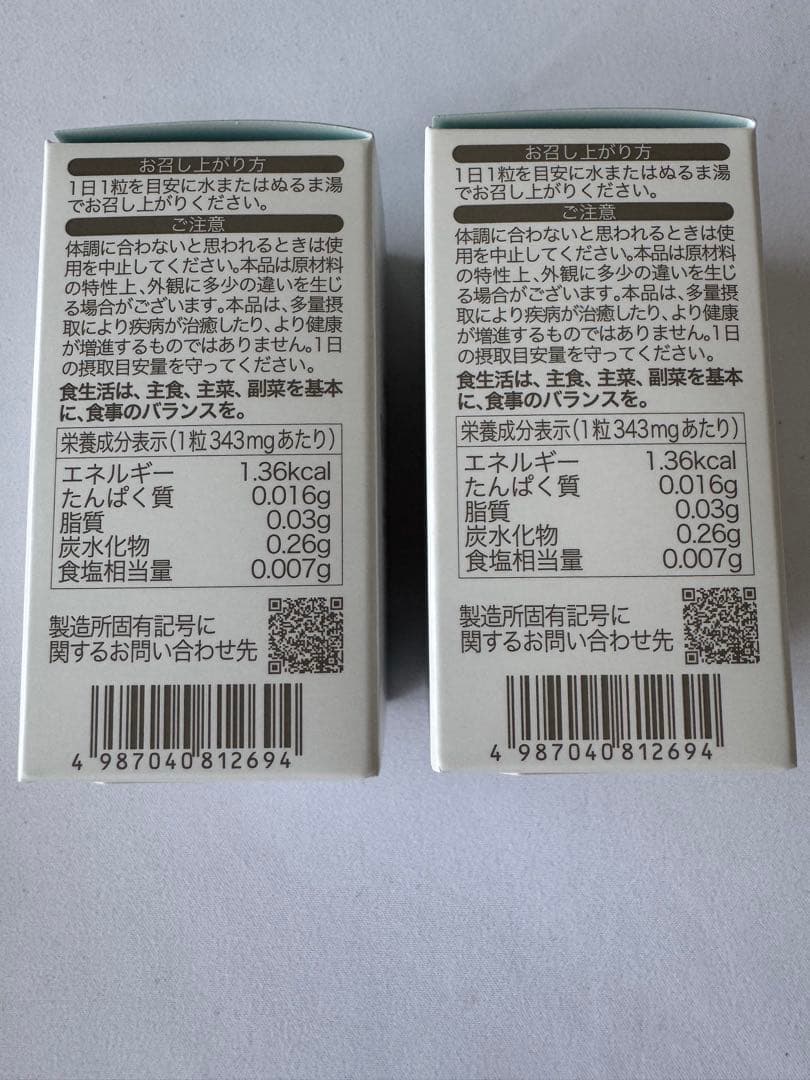 お召し上がり方
1日1粒を目安に水またはぬるま湯
でお召し上がりください。
ご注意
体調に合わないと思われるときは使
用を中止してください。本品は原材料
の特性上、外観に多少の違いを生じ
る場合がございます。本品は、多量摂
取により疾病が治癒したり、より健康
が増進するものではありません。1日
の摂取目安量を守ってください。
食生活は、主食、主菜、副菜を基本
に、食事のバランスを。
栄養成分表示(1粒343mgあたり)
エネルギー 1.36kcal
たんぱく質 0.016g
脂質 0.03g
炭水化物 0.26g
食塩相当量 0.007g
製造所固有記号に
関するお問い合わせ先
4 987040 812694
お召し上がり方
1日1粒を目安に水またはぬるま湯
でお召し上がりください。
ご注意
体調に合わないと思われるときは使
用を中止してください。本品は原材料
の特性上、外観に多少の違いを生じ
る場合がございます。本品は、多量摂
取により疾病が治癒したり、より健康
が増進するものではありません。1日
の摂取目安量を守ってください。
食生活は、主食、主菜、副菜を基本
に、食事のバランスを。
栄養成分表示(1粒343mgあたり)
エネルギー 1.36kcal
たんぱく質 0.016g
脂質 0.03g
炭水化物 0.26g
食塩相当量 0.007g
製造所固有記号に
関するお問い合わせ先
4 987040 812694